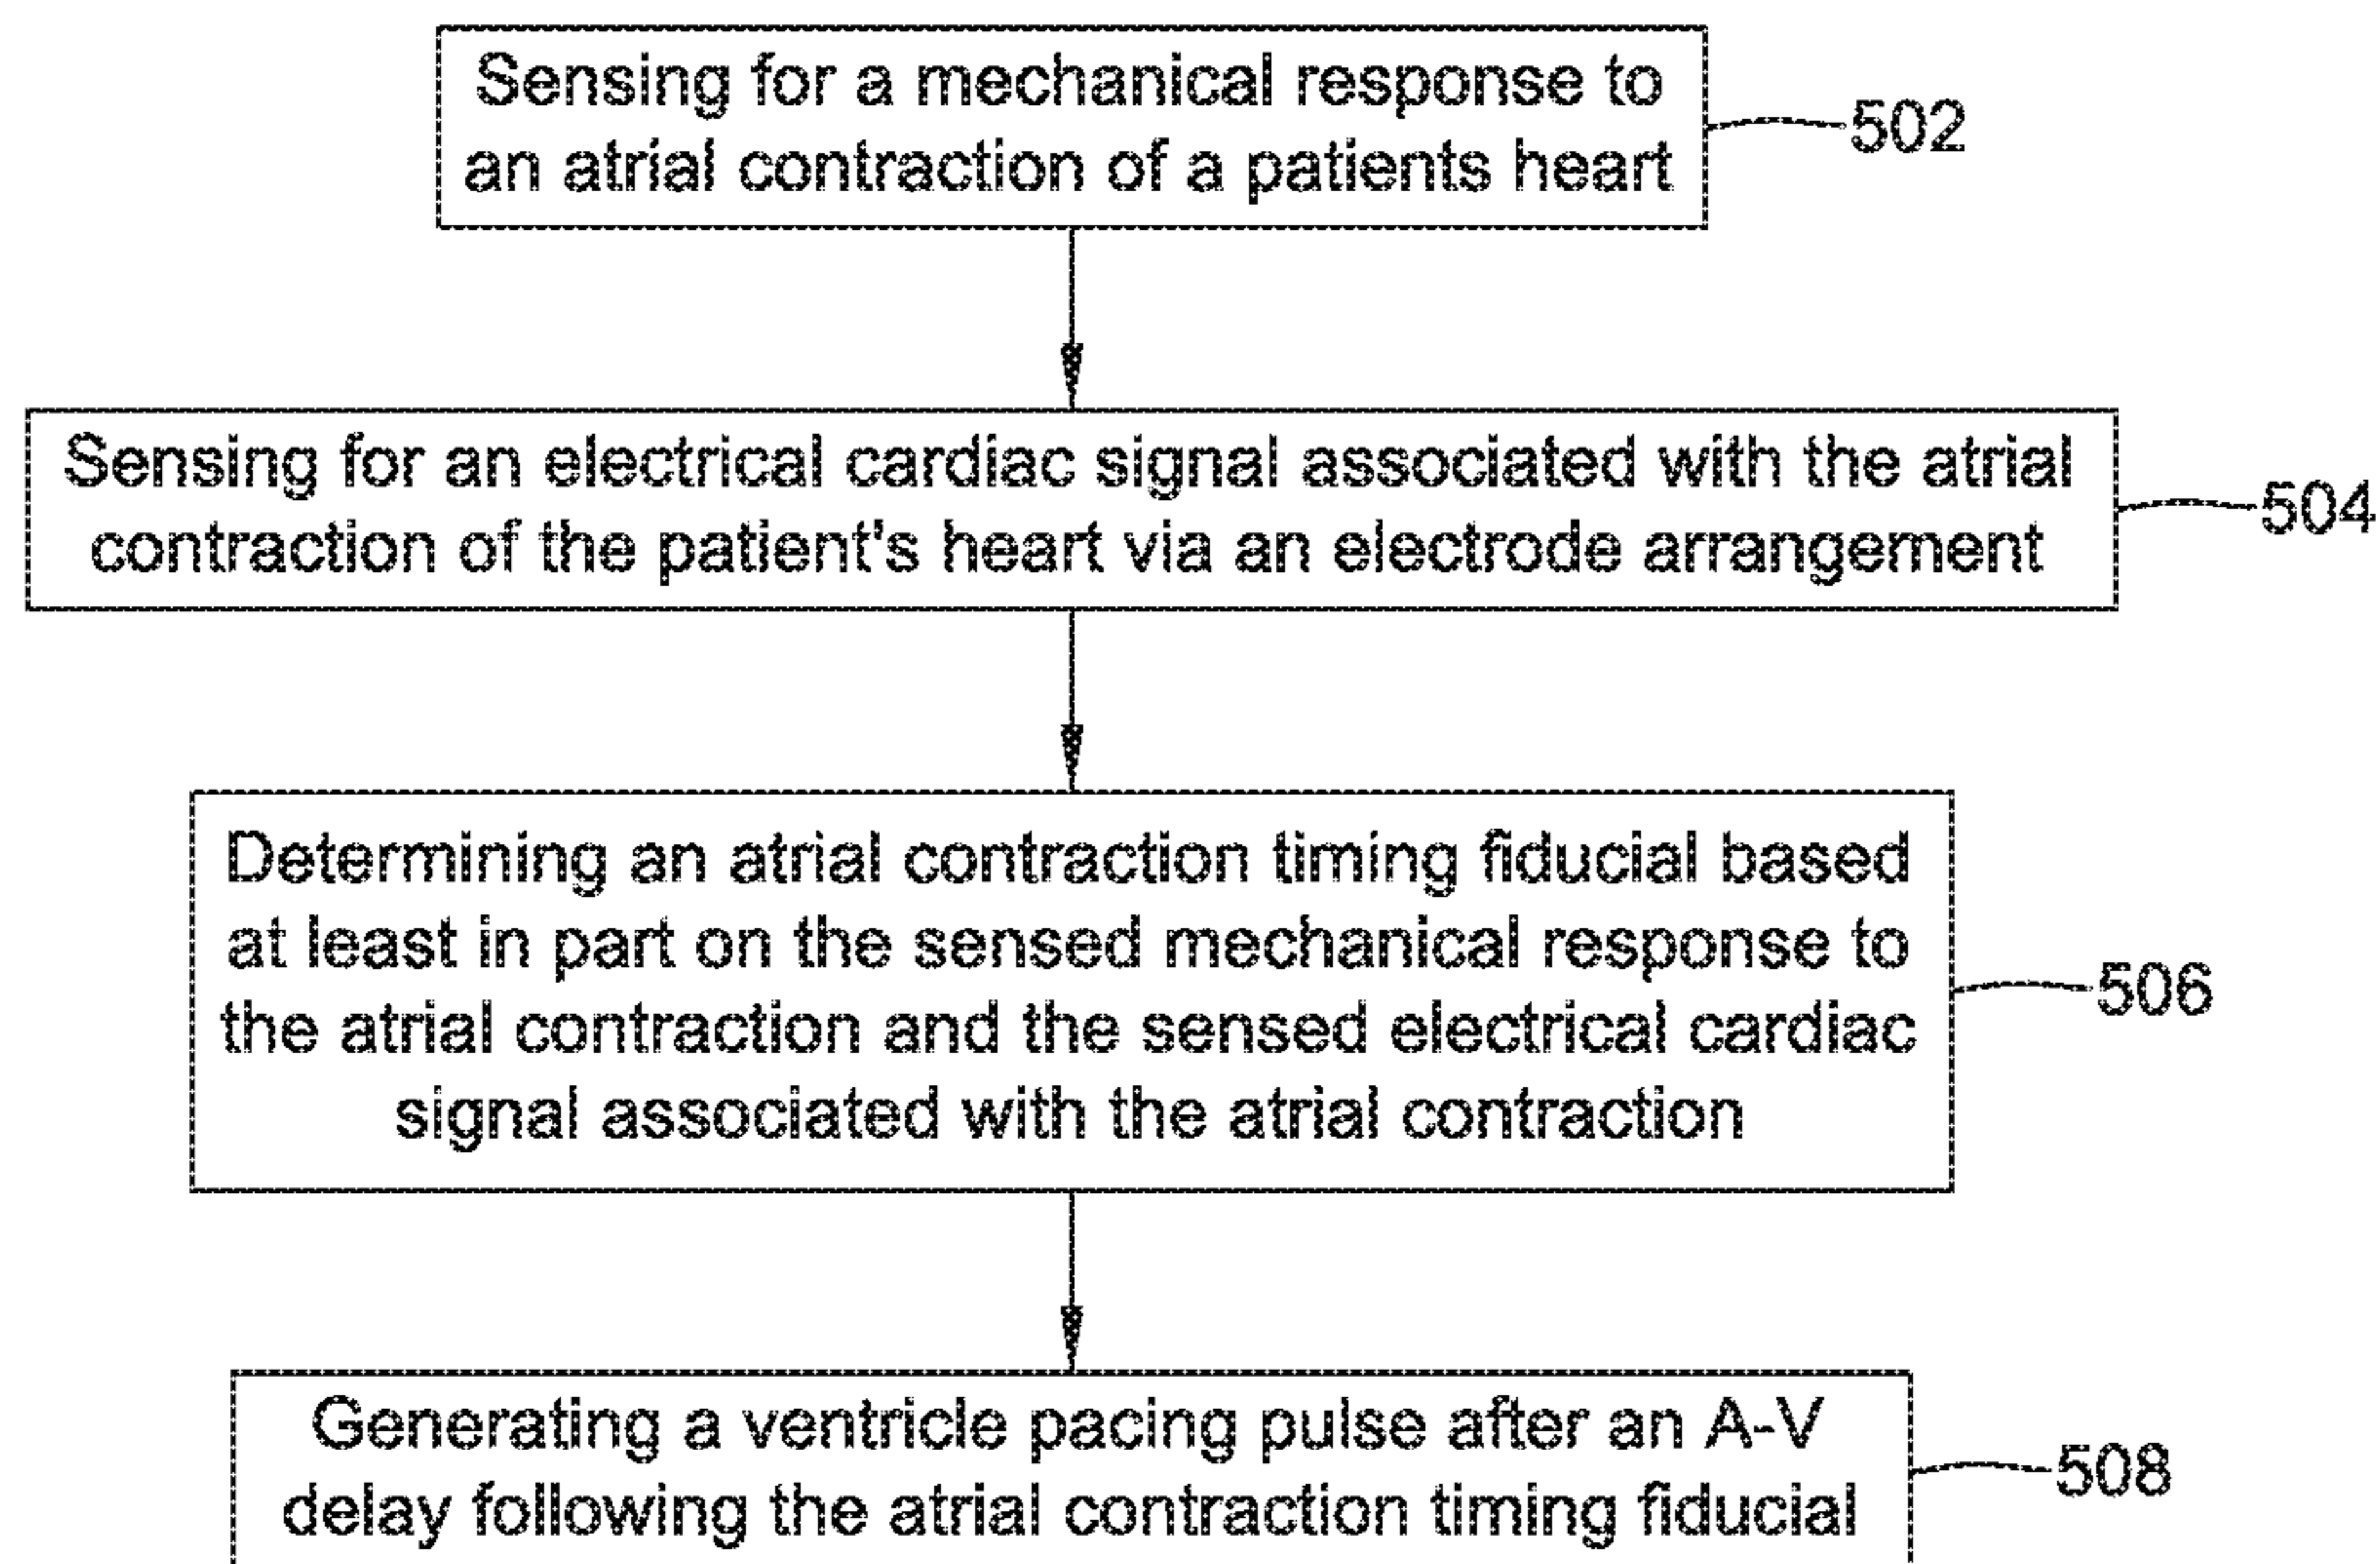 Sensing for a mechanical response to
an atrial contraction of a patients heart
502
Sensing for an electrical cardiac signal associated with the atrial
contraction of the patient's heart via an electrode arrangement
504
Determining an atrial contraction timing fiducial based
at least in part on the sensed mechanical response to
the atrial contraction and the sensed electrical cardiac
signal associated with the atrial contraction
506
Generating a ventricle pacing pulse after an A-V
delay following the atrial contraction timing fiducial
508